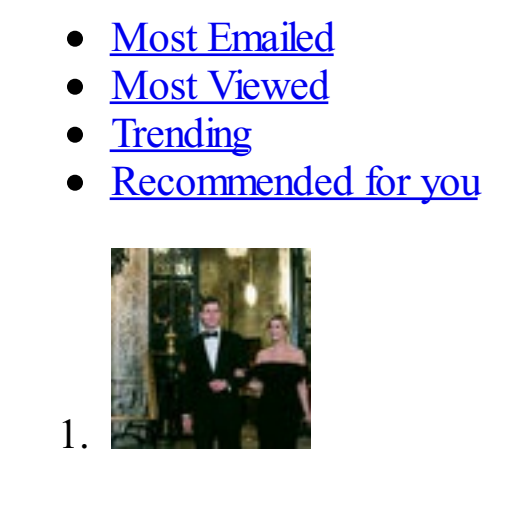 Most Emailed
Most Viewed
Trending
Recommended for you
1.